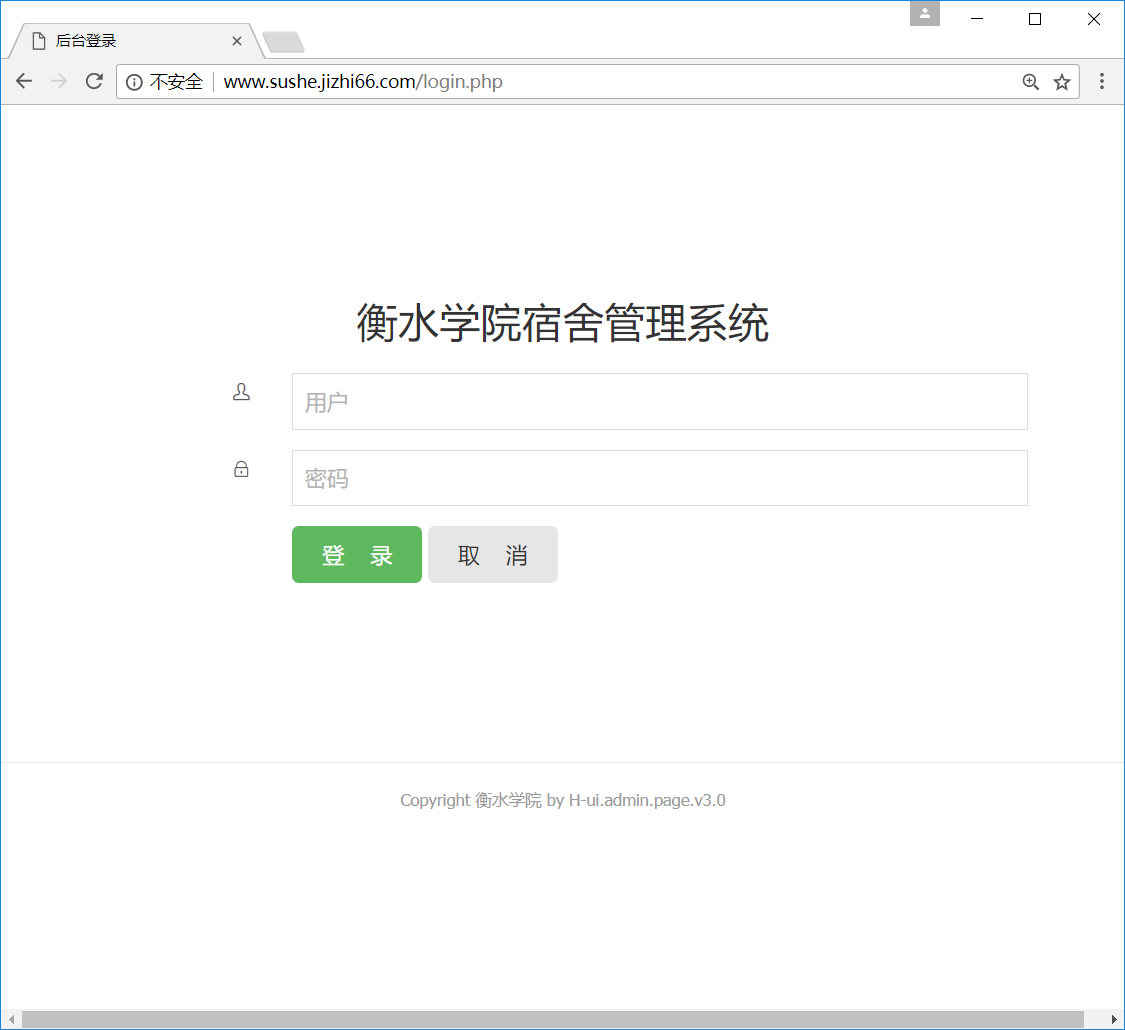 后台登录
不安全 www.sushe.jizhi66.com/login.php
衡水学院宿舍管理系统
用户
密码
登 录 取 消
Copyright 衡水学院 by H-ui.admin.page.v3.0